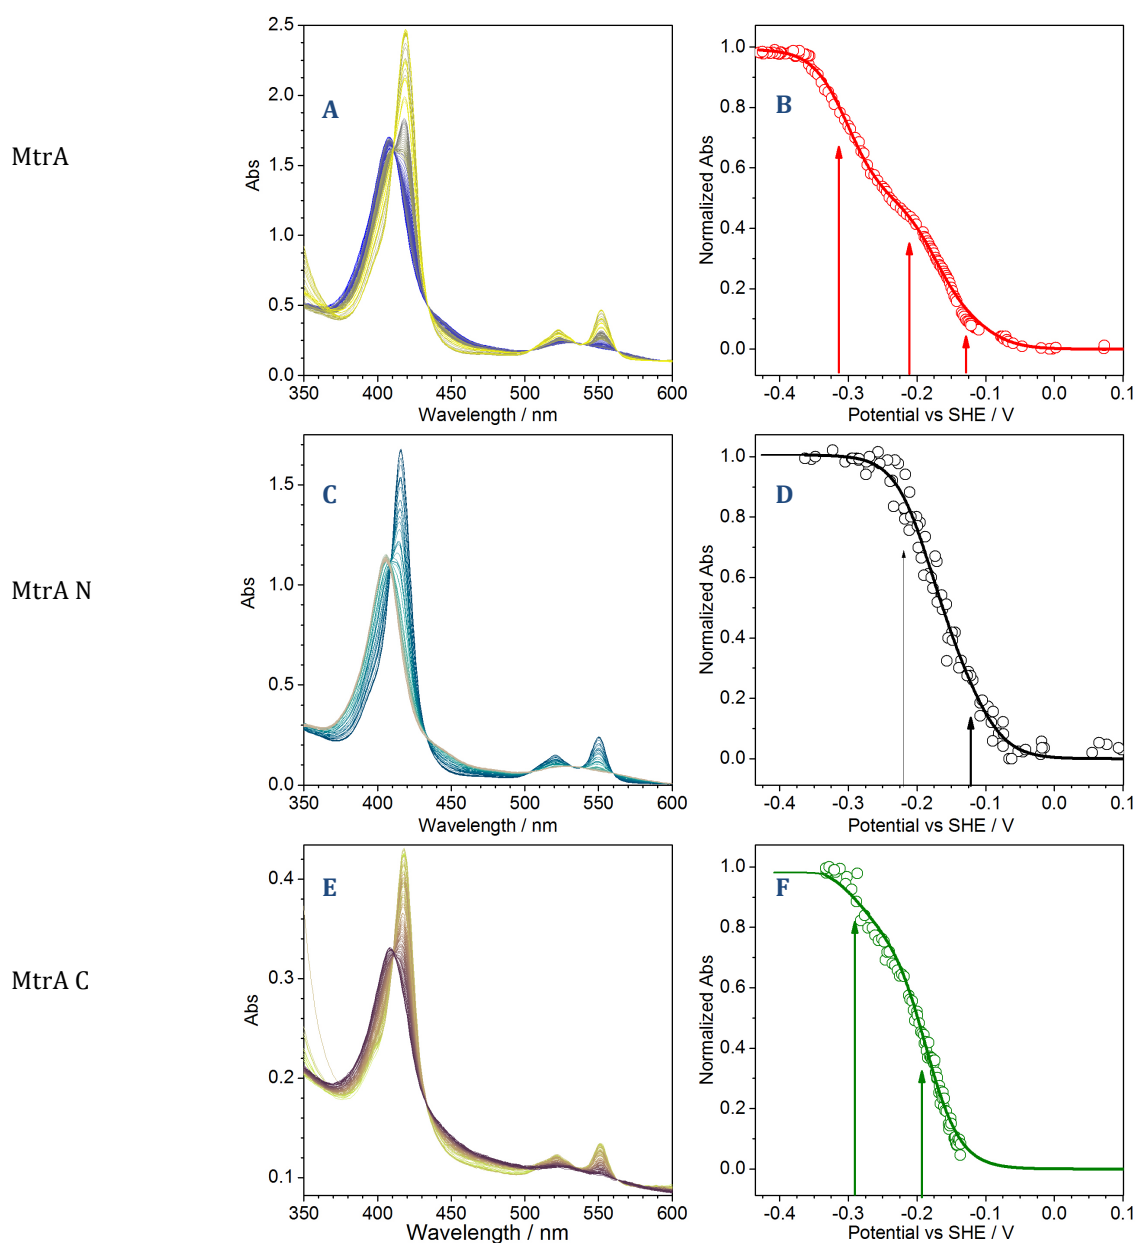 MtrA
A
2.5
2.0
1.5
1.0
0.5
0.0
Abs
350 400 450 500 550 600
Wavelength / nm
B
1.0
0.8
0.6
0.4
0.2
0.0
Normalized Abs
-0.4 -0.3 -0.2 -0.1 0.0 0.1
Potential vs SHE / V
MtrA N
C
1.5
1.0
0.5
0.0
Abs
350 400 450 500 550 600
Wavelength / nm
D
1.0
0.8
0.6
0.4
0.2
0.0
Normalized Abs
-0.4 -0.3 -0.2 -0.1 0.0 0.1
Potential vs SHE / V
MtrA C
E
0.4
0.3
0.2
0.1
Abs
350 400 450 500 550 600
Wavelength / nm
F
1.0
0.8
0.6
0.4
0.2
0.0
Normalized Abs
-0.4 -0.3 -0.2 -0.1 0.0 0.1
Potential vs SHE / V